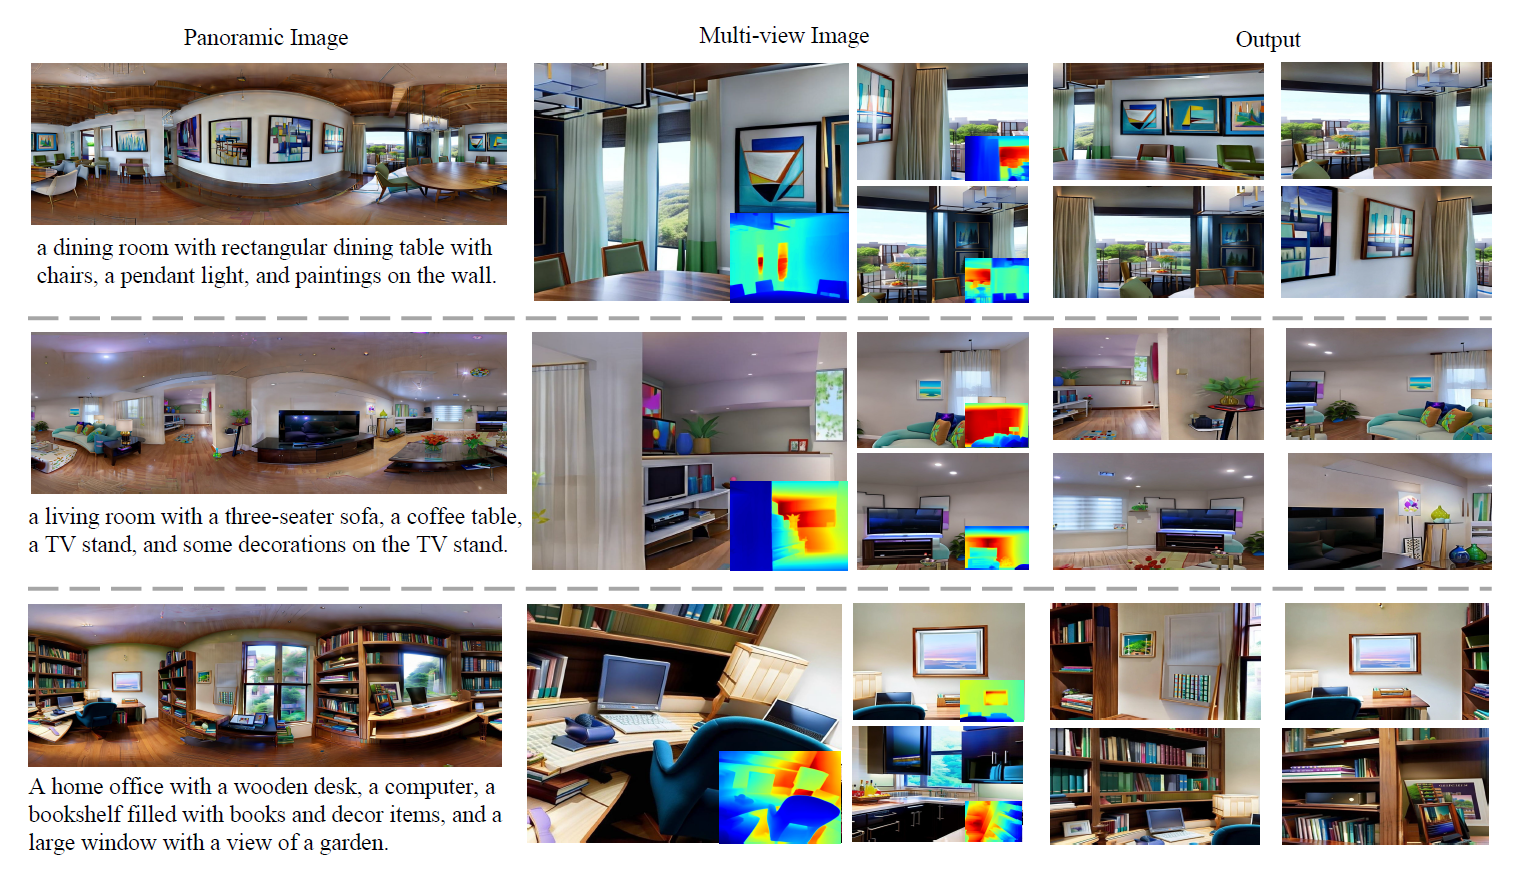 Panoramic Image
Multi-view Image
Output
a dining room with rectangular dining table with
chairs, a pendant light, and paintings on the wall.
a living room with a three-seater sofa, a coffee table,
a TV stand, and some decorations on the TV stand.
A home office with a wooden desk, a computer, a
bookshelf filled with books and decor items, and a
large window with a view of a garden.